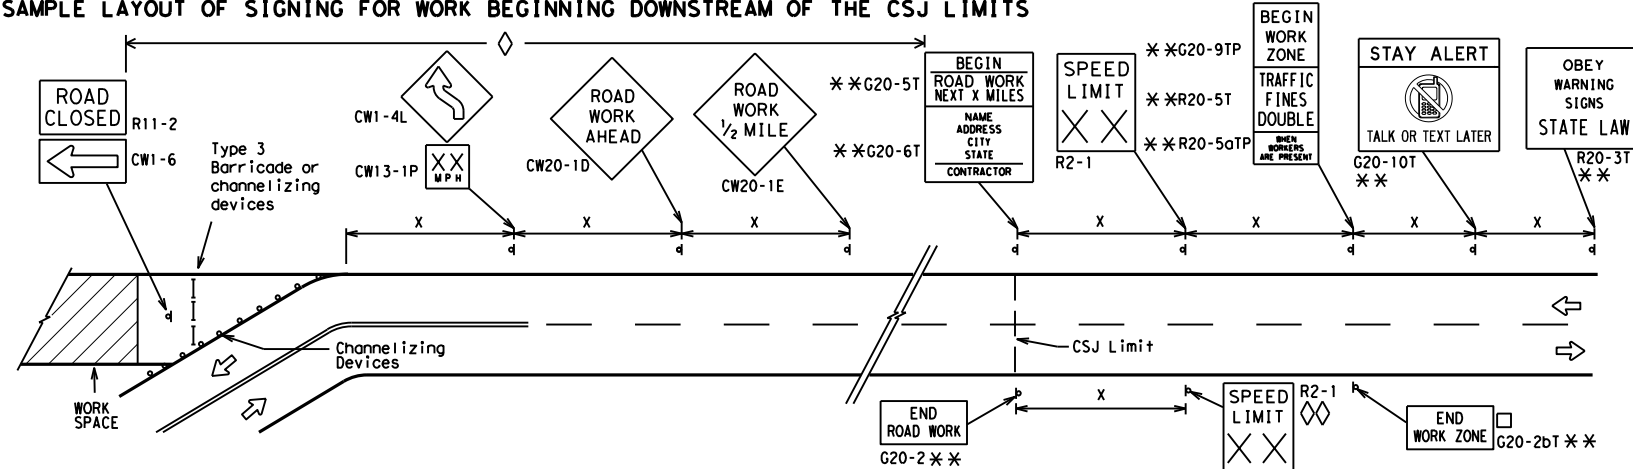 SAMPLE LAYOUT OF SIGNING FOR WORK BEGINNING DOWNSTREAM OF THE CSJ LIMITS
ROAD
CLOSED
R11-2
CW1-6
Type 3
Barricade or
channelizing
devices
CW1-4L
CW13-1P
XX
MPH
ROAD
WORK
AHEAD
CW20-1D
ROAD
WORK
1/2 MILE
CW20-1E
**G20-5T
**G20-6T
BEGIN
ROAD WORK
NEXT X MILES
NAME
ADDRESS
CITY
STATE
CONTRACTOR
SPEED
LIMIT
XX
R2-1
**G20-9TP
**R20-5T
**R20-5aTP
BEGIN
WORK
ZONE
TRAFFIC
FINES
DOUBLE
WHEN
WORKERS
ARE PRESENT
STAY ALERT
TALK OR TEXT LATER
G20-10T
**
OBEY
WARNING
SIGNS
STATE LAW
R20-3T
**
X
X
X
X
X
X
X
Channelizing
Devices
CSJ Limit
WORK
SPACE
X
END
ROAD WORK
G20-2**
SPEED
LIMIT
XX
R2-1
END
WORK ZONE
G20-2bT **